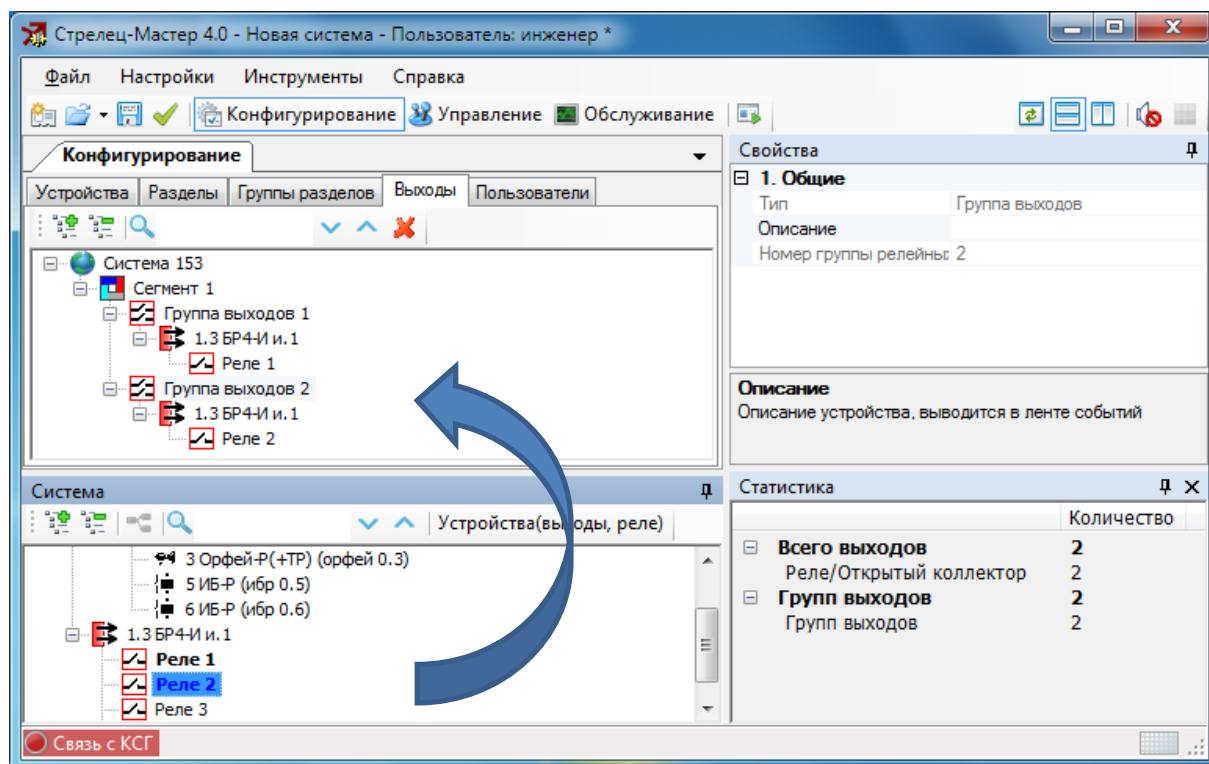 Стрелец-Мастер 4.0 - Новая система - Пользователь: инженер *
Файл Настройки Инструменты Справка
Конфигурирование Управление Обслуживание
Конфигурирование
Устройства Разделы Группы разделов Выходы Пользователи
Система 153
Сегмент 1
Группа выходов 1
1.3 БР4-И и.1
Реле 1
Группа выходов 2
1.3 БР4-И и.1
Реле 2
Свойства
1. Общие
Тип Группа выходов
Описание
Номер группы релейных 2
Описание
Описание устройства, выводится в ленте событий
Система
Устройства(выходы, реле)
3 Орфей-Р(+ТР) (орфей 0.3)
5 ИБ-Р (ибр 0.5)
6 ИБ-Р (ибр 0.6)
1.3 БР4-И и.1
Реле 1
Реле 2
Реле 3
Статистика
Количество
Всего выходов 2
Реле/Открытый коллектор 2
Групп выходов 2
Групп выходов 2
Связь с КСГ